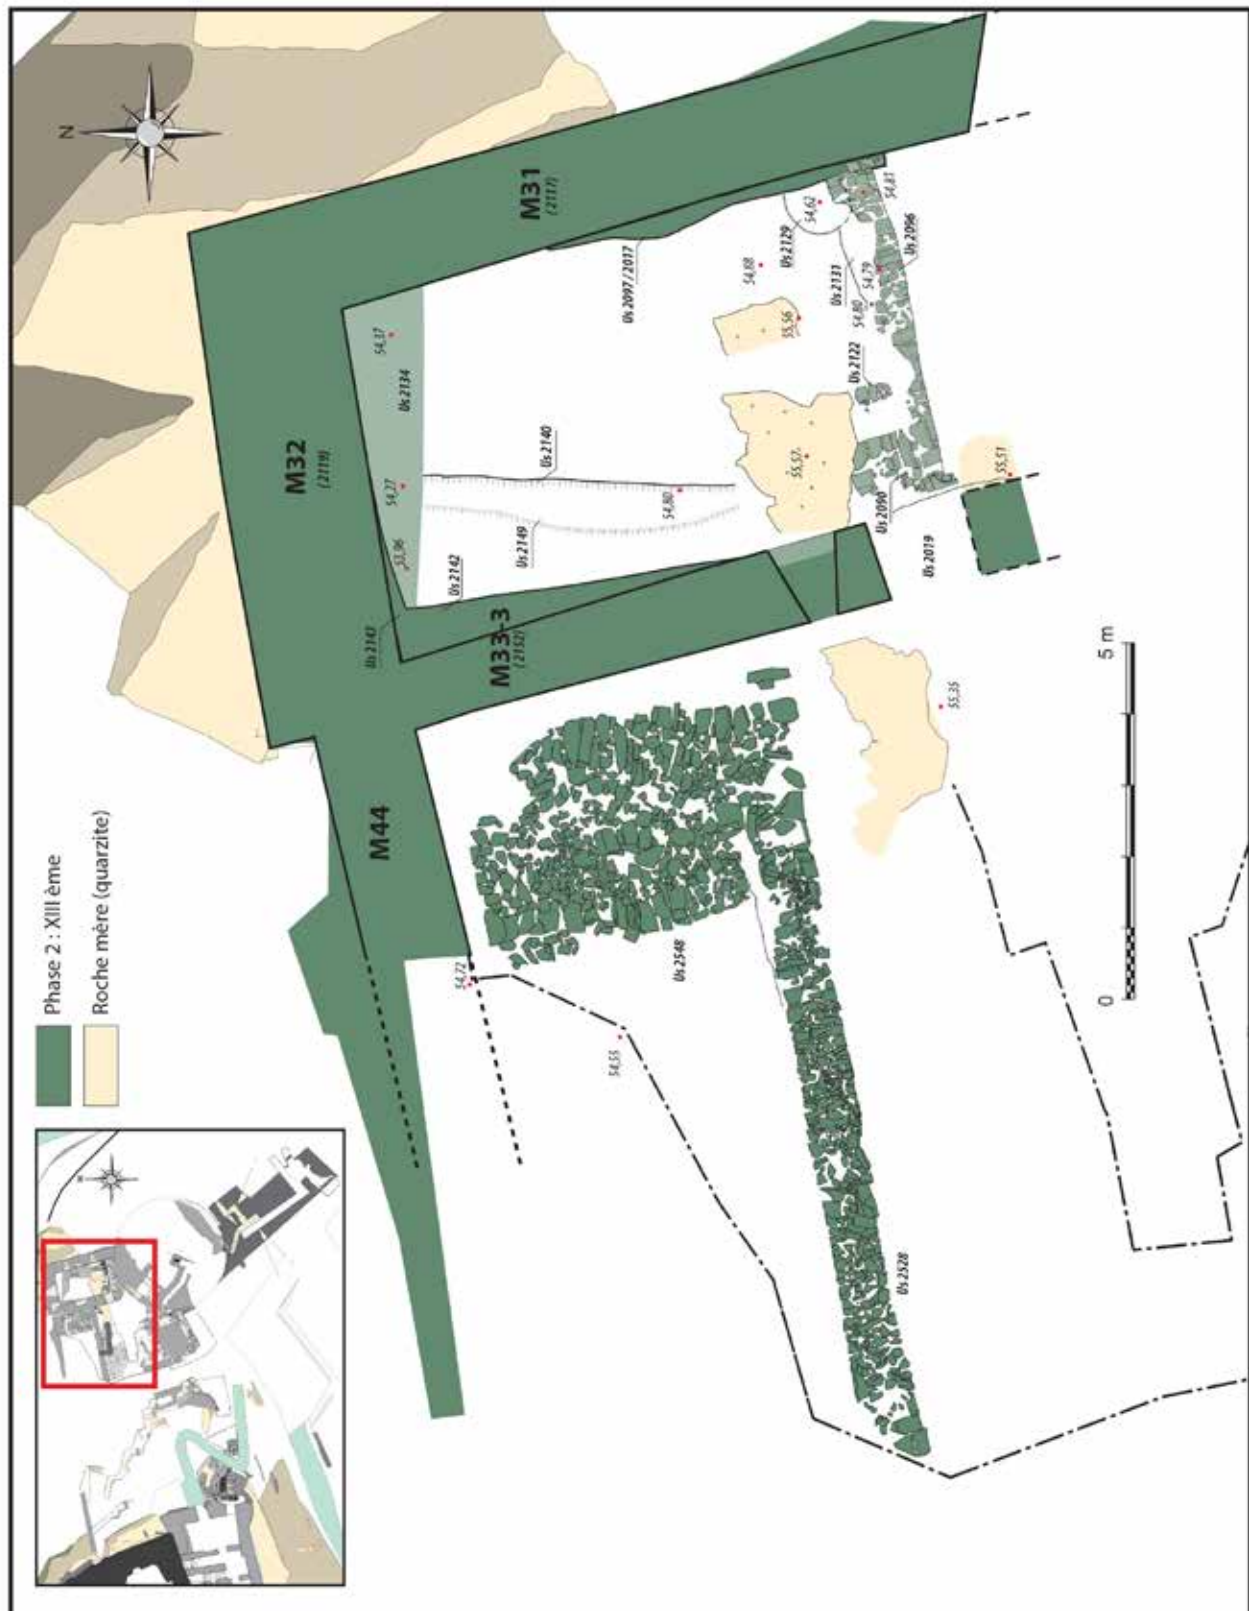 Phase 2 : XIII ème
Roche mère (quarzite)
N
M32
(2119)
M31
(2117)
M44
M33-3
(2152)
Us 2143
Us 2142
53,96
54,27
54,37
Us 2134
Us 2149
Us 2140
54,80
Us 2097 / 2017
54,88
54,62
Us 2129
Us 2131
54,81
54,79
Us 2096
54,80
55,56
Us 2122
55,57
Us 2090
55,51
Us 2019
55,35
54,72
54,55
Us 2548
Us 2528
0
5 m